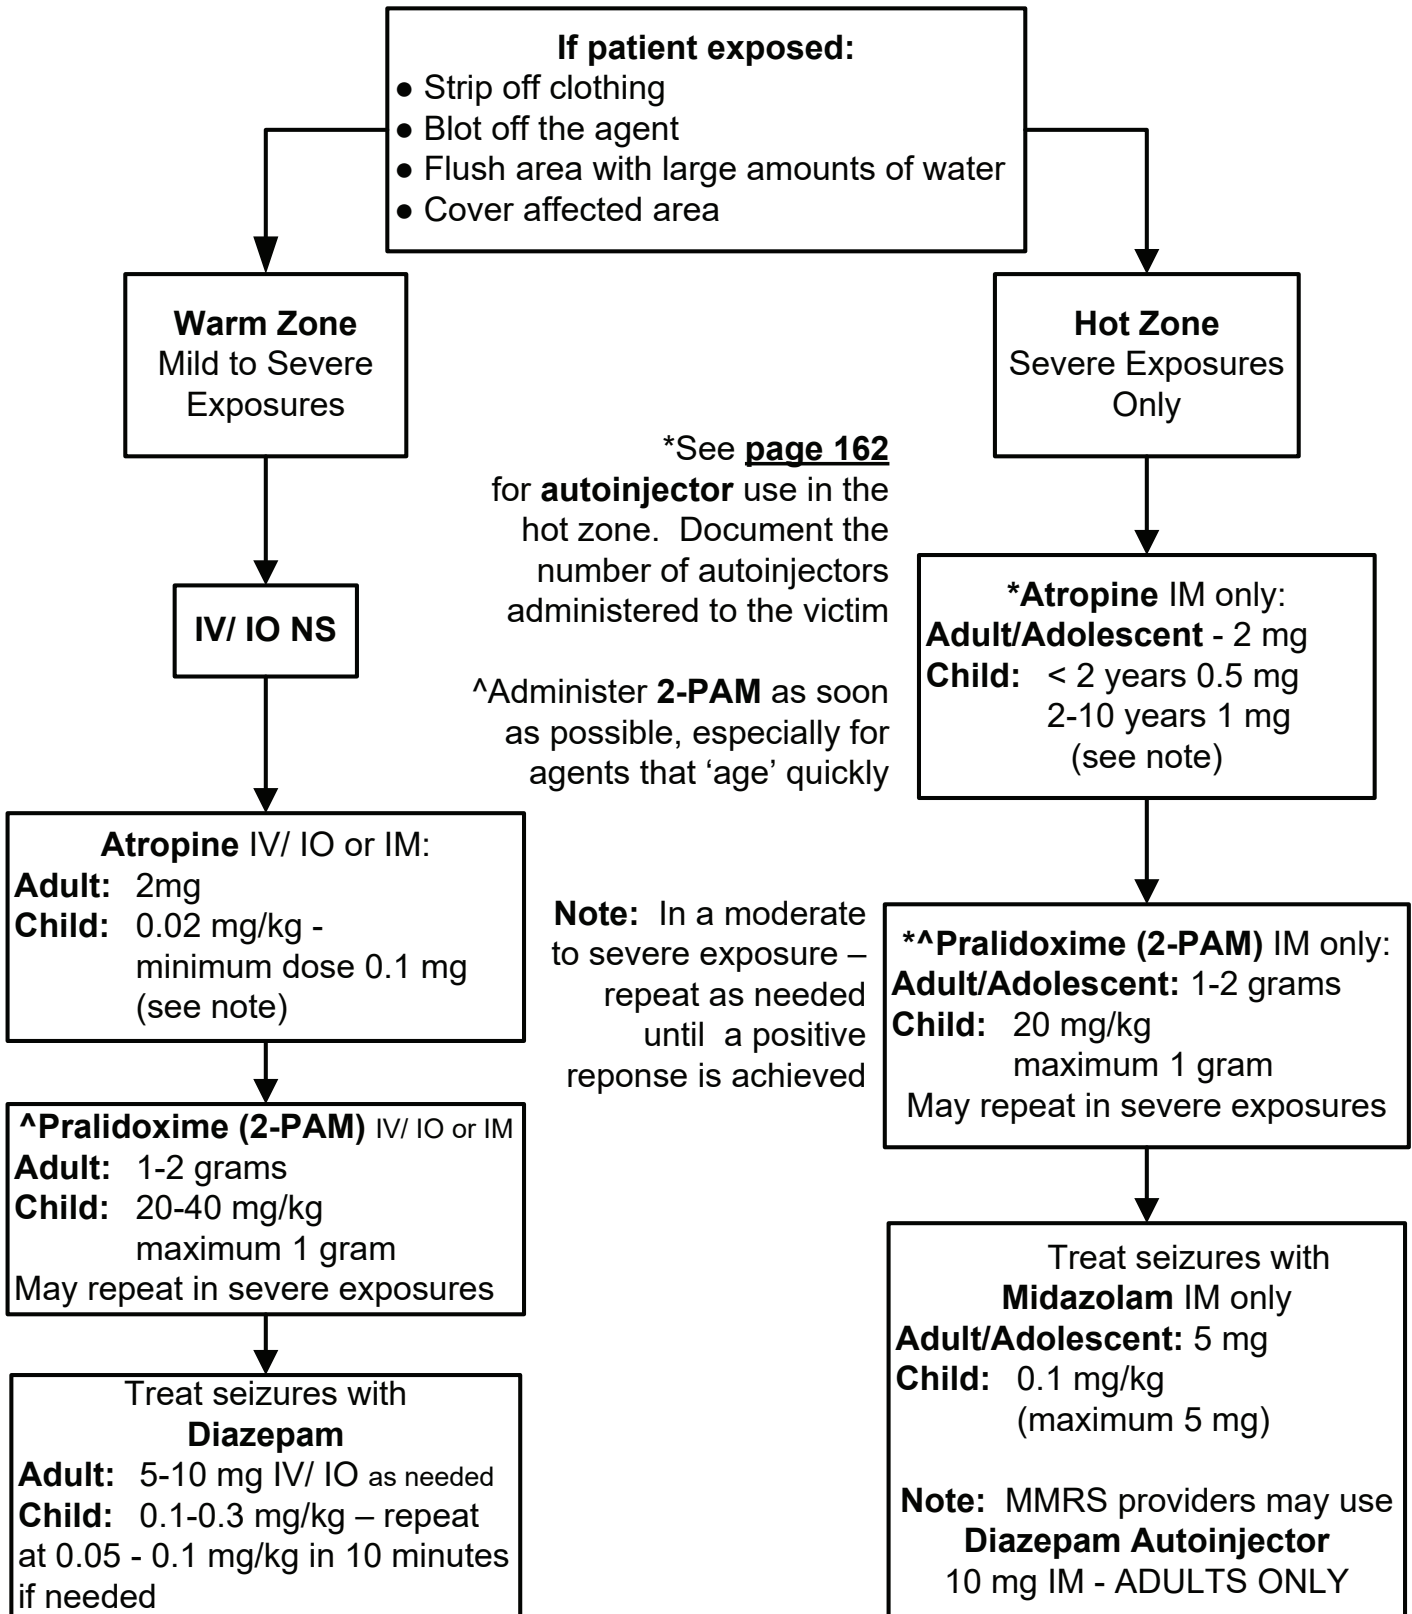 If patient exposed:
● Strip off clothing
● Blot off the agent
● Flush area with large amounts of water
● Cover affected area
Warm Zone
Mild to Severe
Exposures
IV/ IO NS
Atropine IV/ IO or IM:
Adult: 2mg
Child: 0.02 mg/kg -
minimum dose 0.1 mg
(see note)
^Pralidoxime (2-PAM) IV/ IO or IM
Adult: 1-2 grams
Child: 20-40 mg/kg
maximum 1 gram
May repeat in severe exposures
Treat seizures with
Diazepam
Adult: 5-10 mg IV/ IO as needed
Child: 0.1-0.3 mg/kg – repeat
at 0.05 - 0.1 mg/kg in 10 minutes
if needed
*See page 162
for autoinjector use in the
hot zone. Document the
number of autoinjectors
administered to the victim
^Administer 2-PAM as soon
as possible, especially for
agents that ‘age’ quickly
Note: In a moderate
to severe exposure –
repeat as needed
until a positive
reponse is achieved
Hot Zone
Severe Exposures
Only
*Atropine IM only:
Adult/Adolescent - 2 mg
Child: < 2 years 0.5 mg
2-10 years 1 mg
(see note)
*^Pralidoxime (2-PAM) IM only:
Adult/Adolescent: 1-2 grams
Child: 20 mg/kg
maximum 1 gram
May repeat in severe exposures
Treat seizures with
Midazolam IM only
Adult/Adolescent: 5 mg
Child: 0.1 mg/kg
(maximum 5 mg)
Note: MMRS providers may use
Diazepam Autoinjector
10 mg IM - ADULTS ONLY